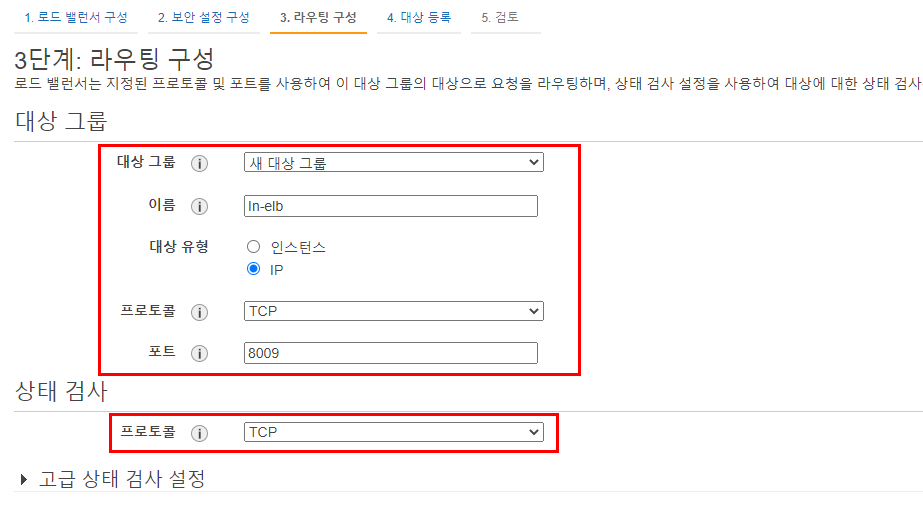 1. 로드 밸런서 구성 2. 보안 설정 구성 3. 라우팅 구성 4. 대상 등록 5. 검토
3단계: 라우팅 구성
로드 밸런서는 지정된 프로토콜 및 포트를 사용하여 이 대상 그룹의 대상으로 요청을 라우팅하며, 상태 검사 설정을 사용하여 대상에 대한 상태 검사
대상 그룹
대상 그룹 i 새 대상 그룹
이름 i In-elb
대상 유형 인스턴스
IP
프로토콜 i TCP
포트 i 8009
상태 검사
프로토콜 i TCP
고급 상태 검사 설정